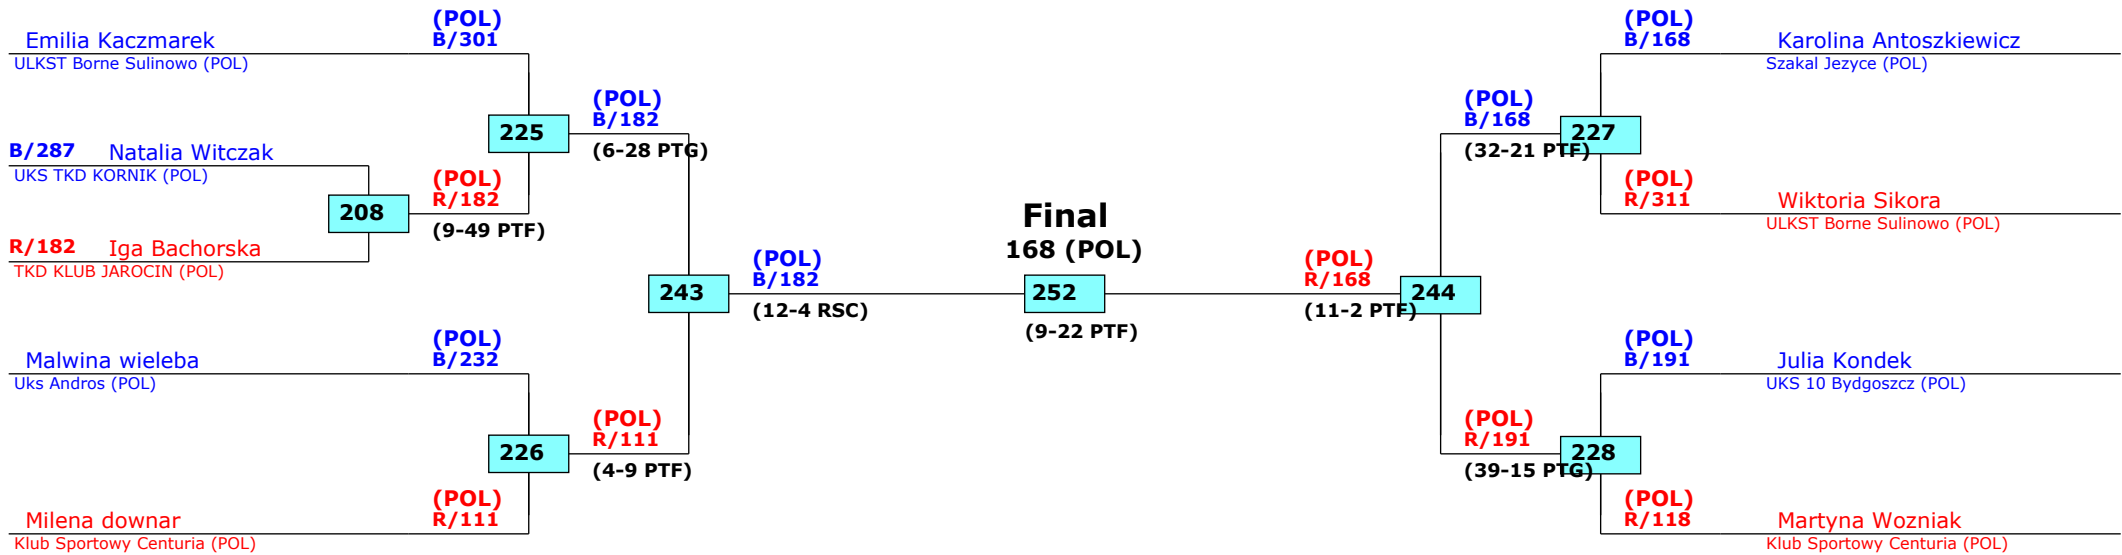 (POL)
B/301
Emilia Kaczmarek
ULKST Borne Sulinowo (POL)
B/287 Natalia Witczak
UKS TKD KORNIK (POL)
208
R/182 Iga Bachorska
TKD KLUB JAROCIN (POL)
(POL)
R/182
(9-49 PTF)
225
(POL)
B/182
(6-28 PTG)
(POL)
B/232
Malwina wieleba
Uks Andros (POL)
226
(POL)
R/111
Milena downar
Klub Sportowy Centuria (POL)
(POL)
R/111
(4-9 PTF)
243
(POL)
B/182
(12-4 RSC)
Final
168 (POL)
252
(9-22 PTF)
(POL)
R/168
(11-2 PTF)
244
(POL)
B/168
(32-21 PTF)
227
(POL)
B/168
Karolina Antoszkiewicz
Szakal Jezyce (POL)
(POL)
R/311
Wiktoria Sikora
ULKST Borne Sulinowo (POL)
(POL)
R/191
(39-15 PTG)
228
(POL)
B/191
Julia Kondek
UKS 10 Bydgoszcz (POL)
(POL)
R/118
Martyna Wozniak
Klub Sportowy Centuria (POL)